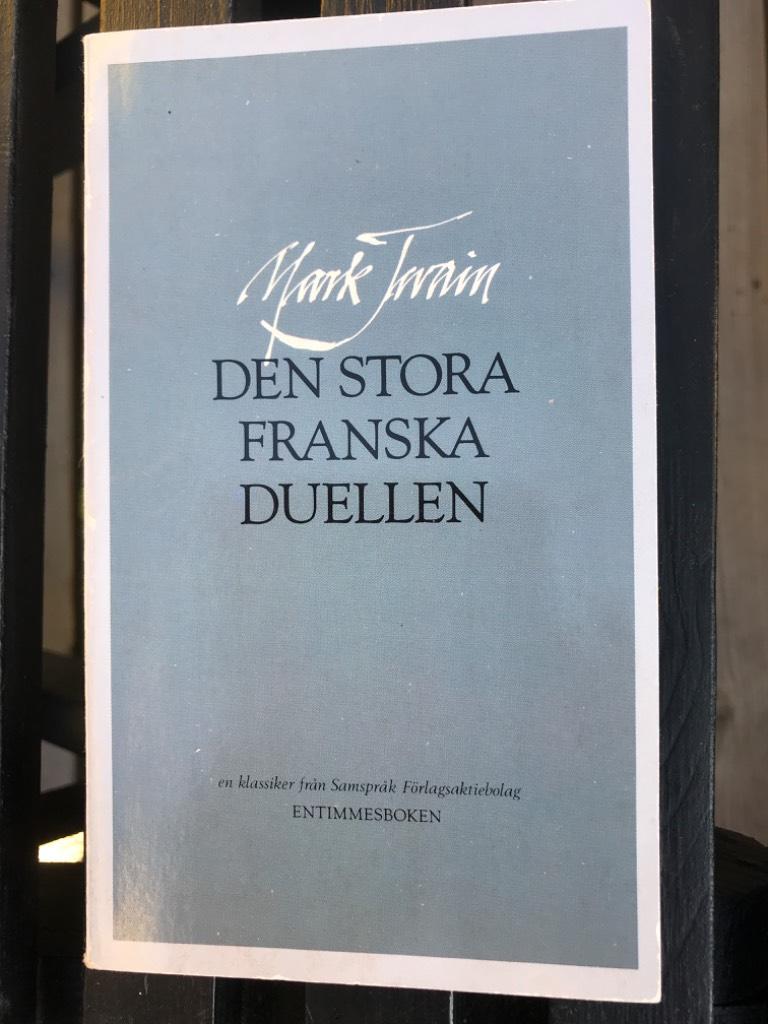 Mark Twain
DEN STORA
FRANSKA
DUELLEN
en klassiker från Samspråk Förlagsaktiebolag
ENTIMMESBOKEN